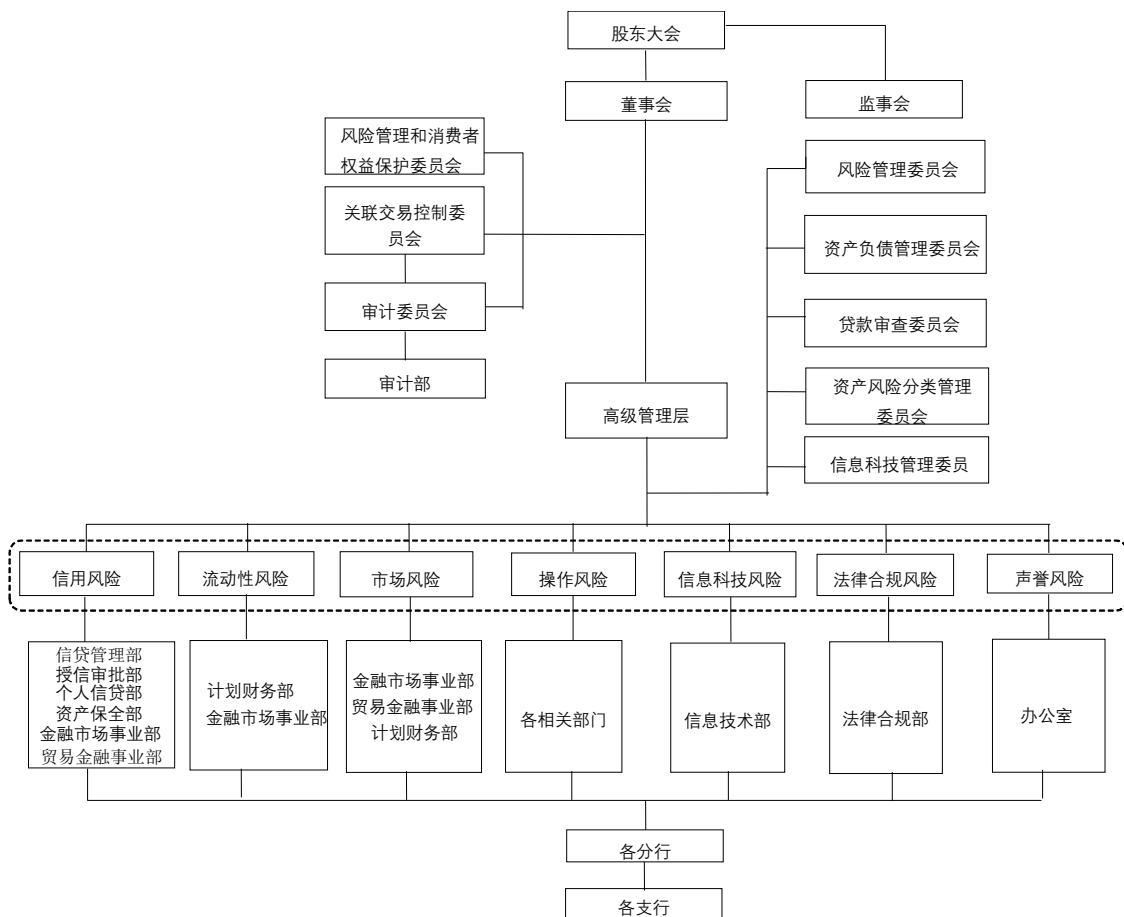 股东大会
董事会
监事会
风险管理和消费者
权益保护委员会
关联交易控制委
员会
审计委员会
审计部
高级管理层
风险管理委员会
资产负债管理委员会
贷款审查委员会
资产风险分类管理
委员会
信息科技管理委员
信用风险
流动性风险
市场风险
操作风险
信息科技风险
法律合规风险
声誉风险
信贷管理部
授信审批部
个人信贷部
资产保全部
金融市场事业部
贸易金融事业部
计划财务部
金融市场事业部
金融市场事业部
贸易金融事业部
计划财务部
各相关部门
信息技术部
法律合规部
办公室
各分行
各支行